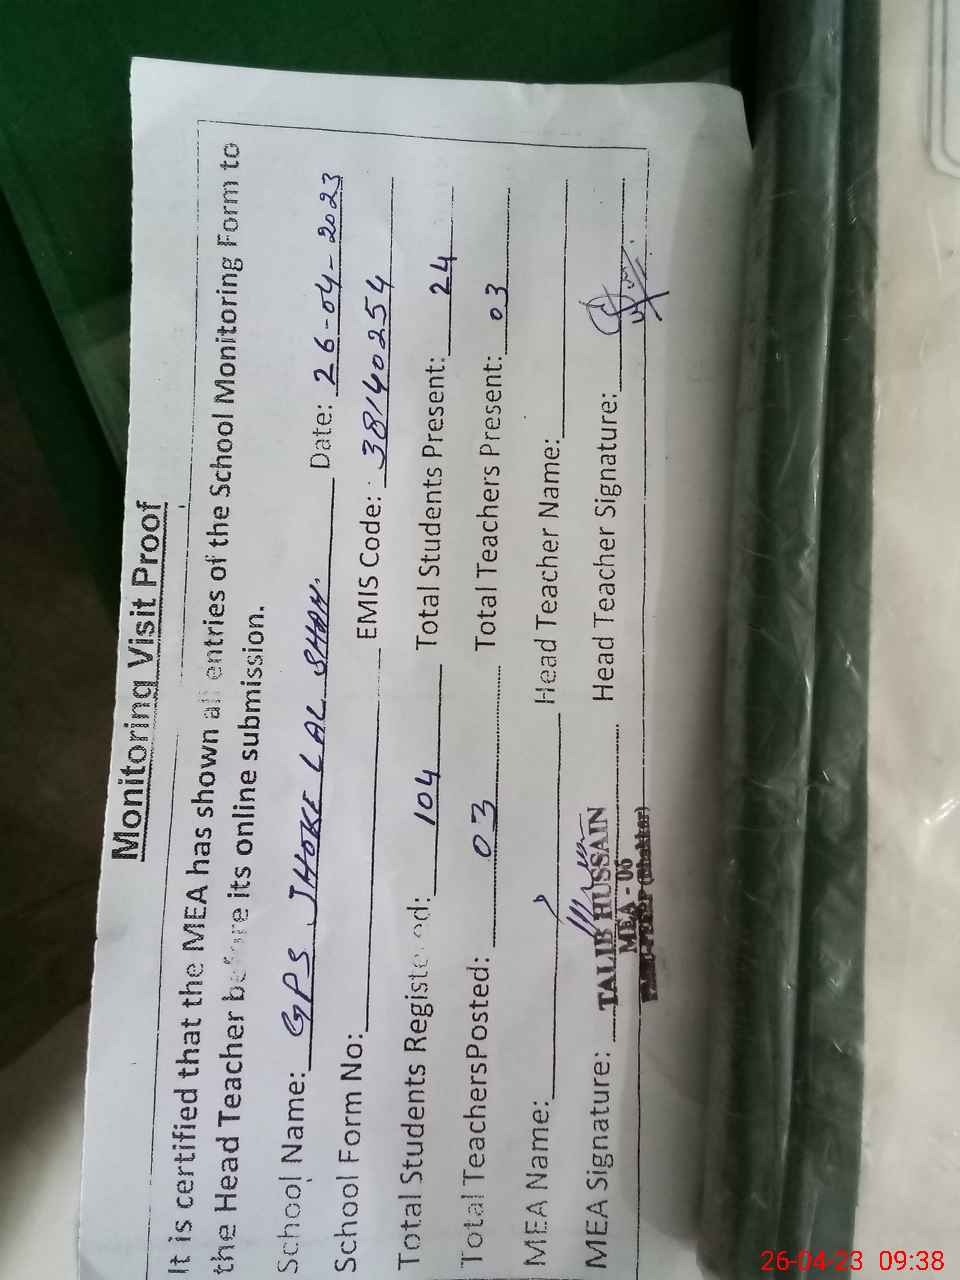 Monitoring Visit Proof
It is certified that the MEA has shown all entries of the School Monitoring Form to
the Head Teacher before its online submission.
School Name: GPS JHOKE LAL SHAH. Date: 26-04-2023
School Form No: EMIS Code: 38140254
Total Students Registered: 104 Total Students Present: 24
Total TeachersPosted: 03 Total Teachers Present: 03
MEA Name: Head Teacher Name:
MEA Signature: Head Teacher Signature:
TALIB HUSSAIN
MEA - 05
(Bhakkar)
26-04-23 09:38